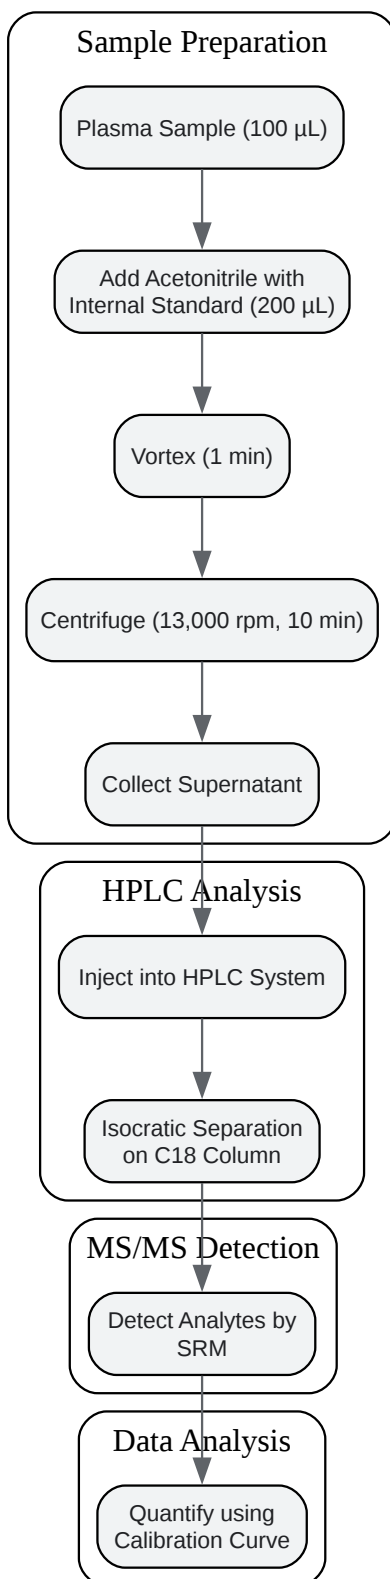 Sample Preparation
Plasma Sample (100 µL)
Add Acetonitrile with
Internal Standard (200 µL)
Vortex (1 min)
Centrifuge (13,000 rpm, 10 min)
Collect Supernatant
HPLC Analysis
Inject into HPLC System
Isocratic Separation
on C18 Column
MS/MS Detection
Detect Analytes by
SRM
Data Analysis
Quantify using
Calibration Curve